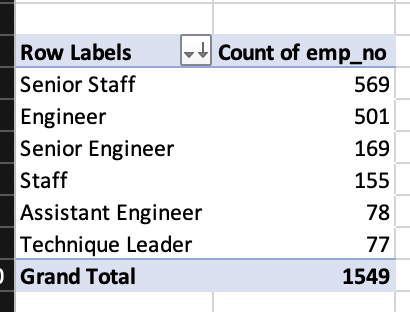 Row Labels Count of emp_no
Senior Staff 569
Engineer 501
Senior Engineer 169
Staff 155
Assistant Engineer 78
Technique Leader 77
Grand Total 1549